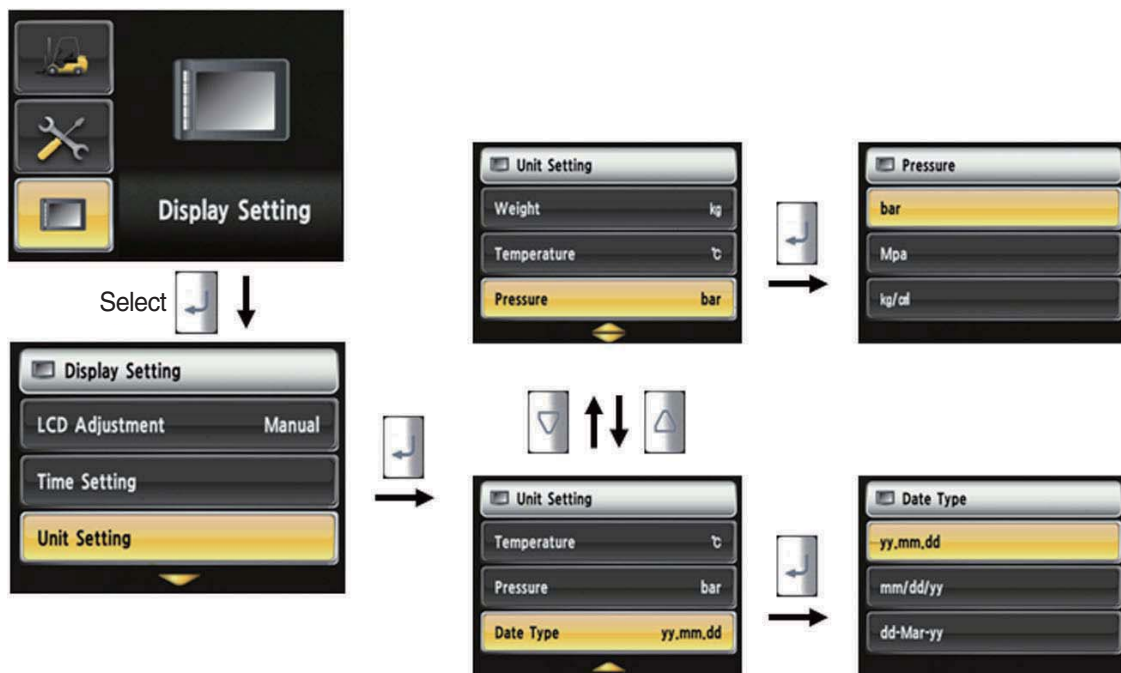 Display Setting
Select
Display Setting
LCD Adjustment Manual
Time Setting
Unit Setting
Unit Setting
Weight kg
Temperature ℃
Pressure bar
Pressure
bar
Mpa
kg/㎠
Unit Setting
Temperature ℃
Pressure bar
Date Type yy.mm.dd
Date Type
yy.mm.dd
mm/dd/yy
dd-Mar-yy